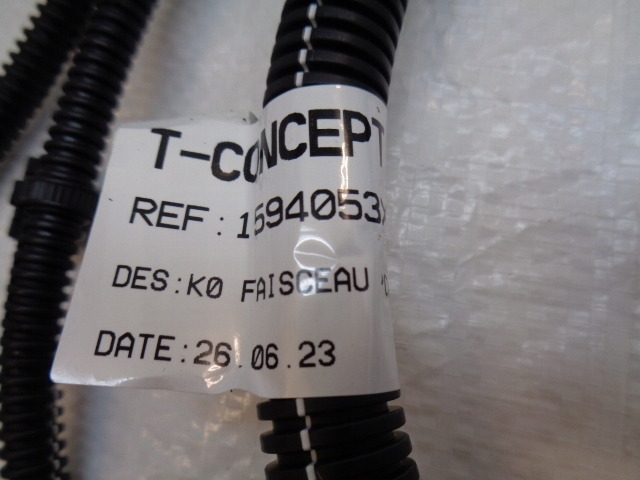 T-CONCEPT
REF:1594053
DES:K0 FAISCEAU
DATE:26.06.23